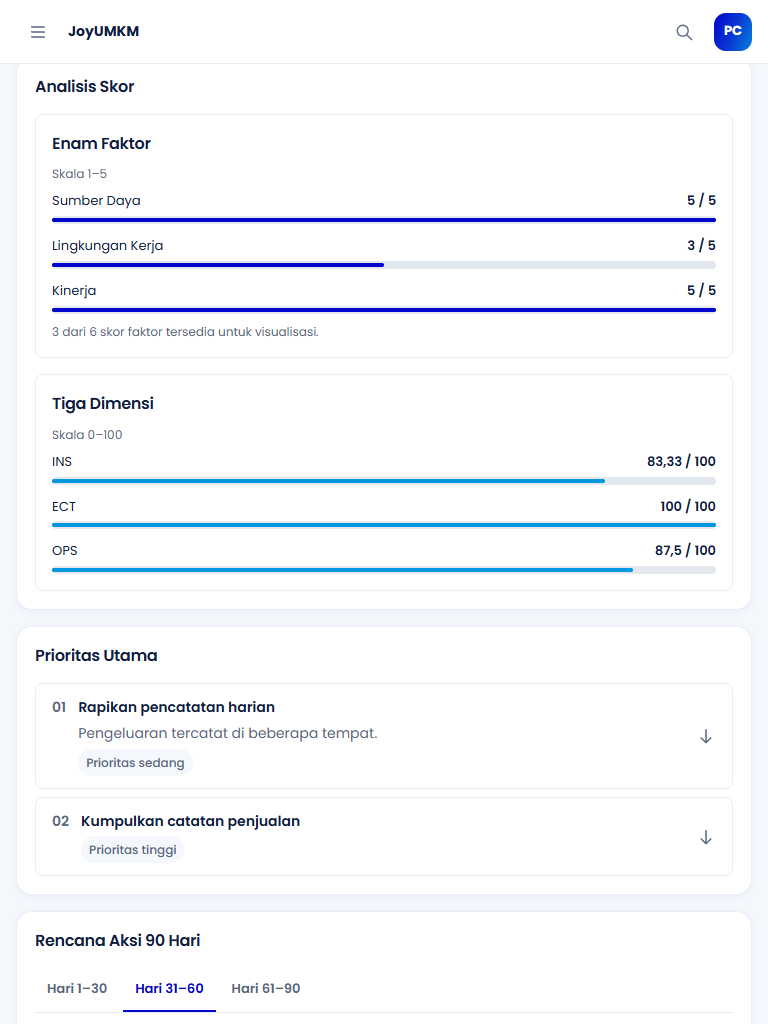 JoyUMKM
PC
Analisis Skor
Enam Faktor
Skala 1–5
Sumber Daya 5 / 5
Lingkungan Kerja 3 / 5
Kinerja 5 / 5
3 dari 6 skor faktor tersedia untuk visualisasi.
Tiga Dimensi
Skala 0–100
INS 83,33 / 100
ECT 100 / 100
OPS 87,5 / 100
Prioritas Utama
01 Rapikan pencatatan harian
Pengeluaran tercatat di beberapa tempat.
Prioritas sedang
02 Kumpulkan catatan penjualan
Prioritas tinggi
Rencana Aksi 90 Hari
Hari 1–30 Hari 31–60 Hari 61–90